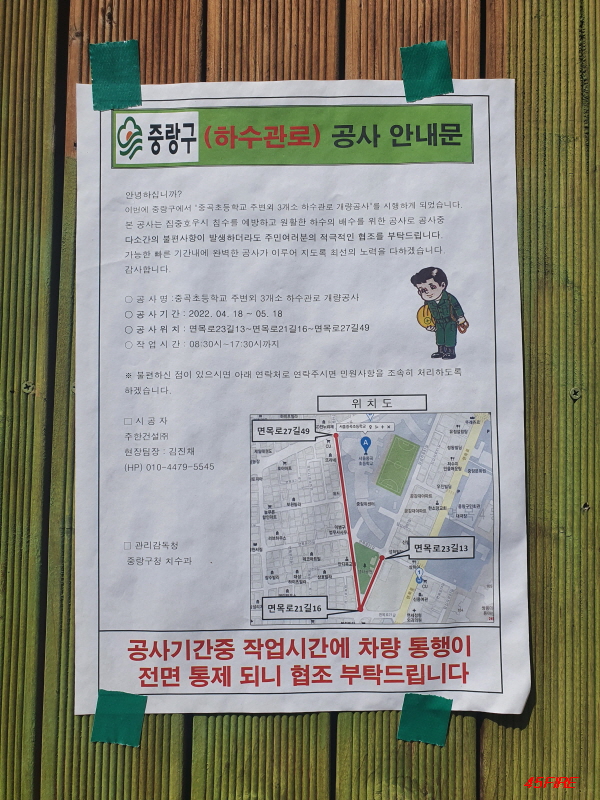 중랑구 (하수관로) 공사 안내문
안녕하십니까?
이번에 중랑구에서 "중곡초등학교 주변외 3개소 하수관로 개량공사"를 시행하게 되었습니다.
본 공사는 집중호우시 침수를 예방하고 원활한 하수의 배수를 위한 공사로 공사중
다소간의 불편사항이 발생하더라도 주민여러분의 적극적인 협조를 부탁드립니다.
가능한 빠른 기간내에 완벽한 공사가 이루어 지도록 최선의 노력을 다하겠습니다.
감사합니다.
○ 공 사 명 :중곡초등학교 주변외 3개소 하수관로 개량공사
○ 공 사 기 간 : 2022. 04. 18 ~ 05. 18
○ 공 사 위 치 : 면목로23길13~면목로21길16~면목로27길49
○ 작 업 시 간 : 08:30시~17:30시까지
※ 불편하신 점이 있으시면 아래 연락처로 연락주시면 민원사항을 조속히 처리하도록
하겠습니다.
□ 시 공 자
주한건설㈜
현장팀장 : 김진채
(HP) 010-4479-5545
□ 관리감독청
중랑구청 치수과
위 치 도
면목로27길49
A
CU
면목로23길13
CU
면목로21길16
공사기간중 작업시간에 차량 통행이
전면 통제 되니 협조 부탁드립니다